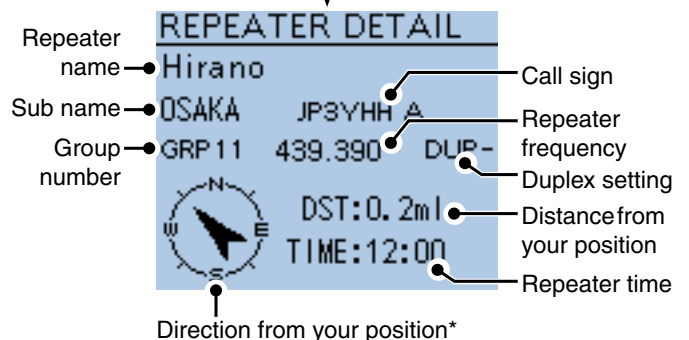 REPEATER DETAIL
Repeater
name
Hirano
Sub name
OSAKA JP3YHH A
Call sign
Group
number
GRP11 439.390 DUP-
Repeater
frequency
Duplex setting
N
W E
S
DST:0.2ml
Distance from
your position
TIME:12:00
Repeater time
Direction from your position*